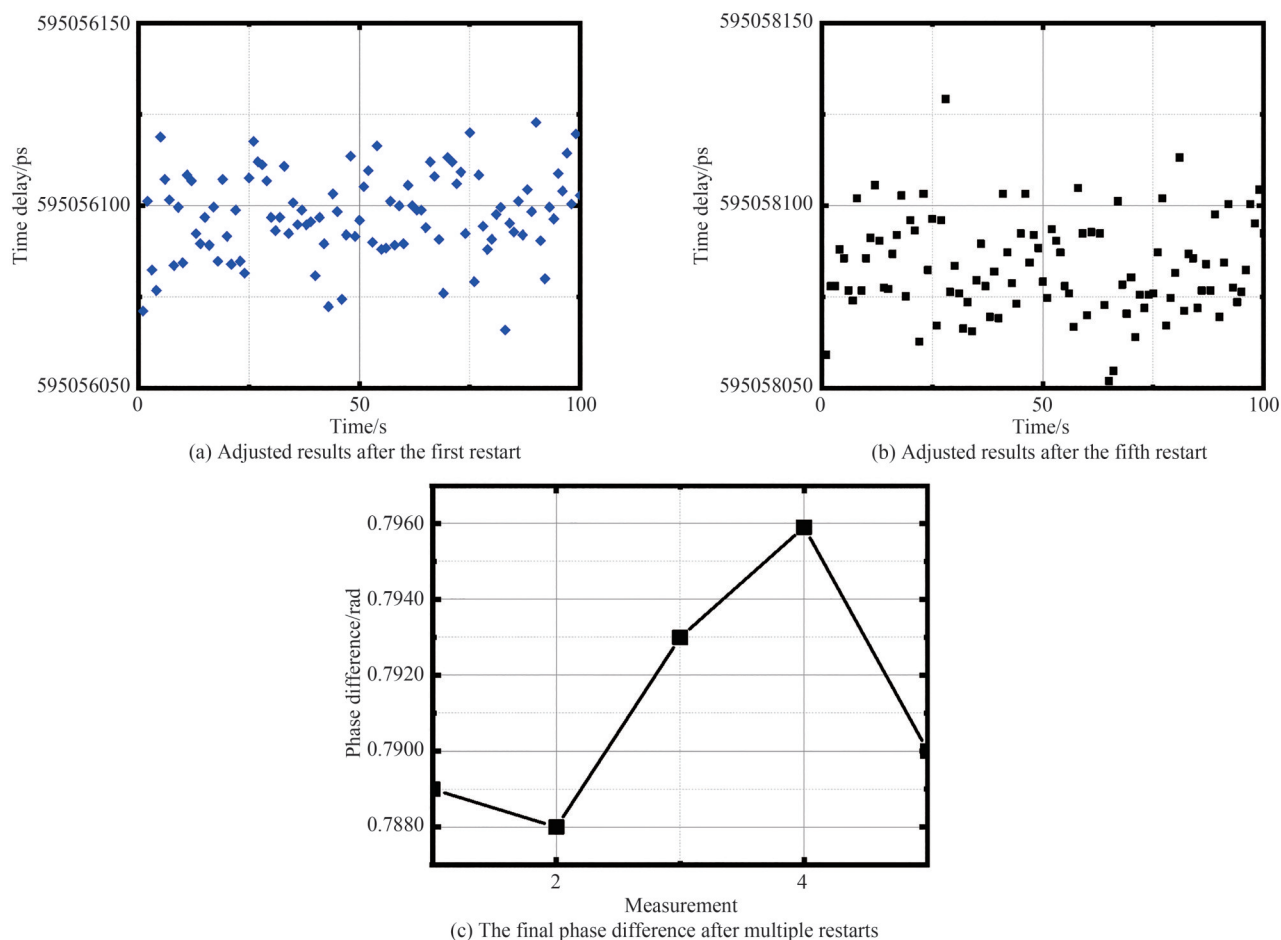 595056150
595056100
595056050
Time delay/ps
0
50
100
Time/s
(a) Adjusted results after the first restart
595058150
595058100
595058050
Time delay/ps
0
50
100
Time/s
(b) Adjusted results after the fifth restart
0.7960
0.7940
0.7920
0.7900
0.7880
Phase difference/rad
2
4
Measurement
(c) The final phase difference after multiple restarts